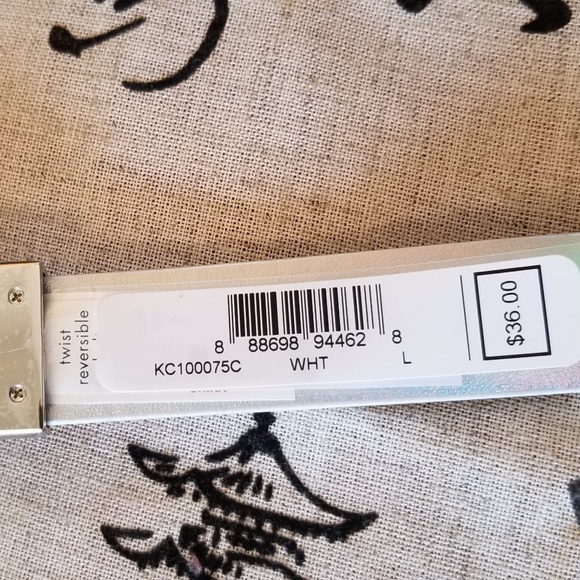 twist
reversible
8 88698 94462 8
KC100075C WHT L
$36.00